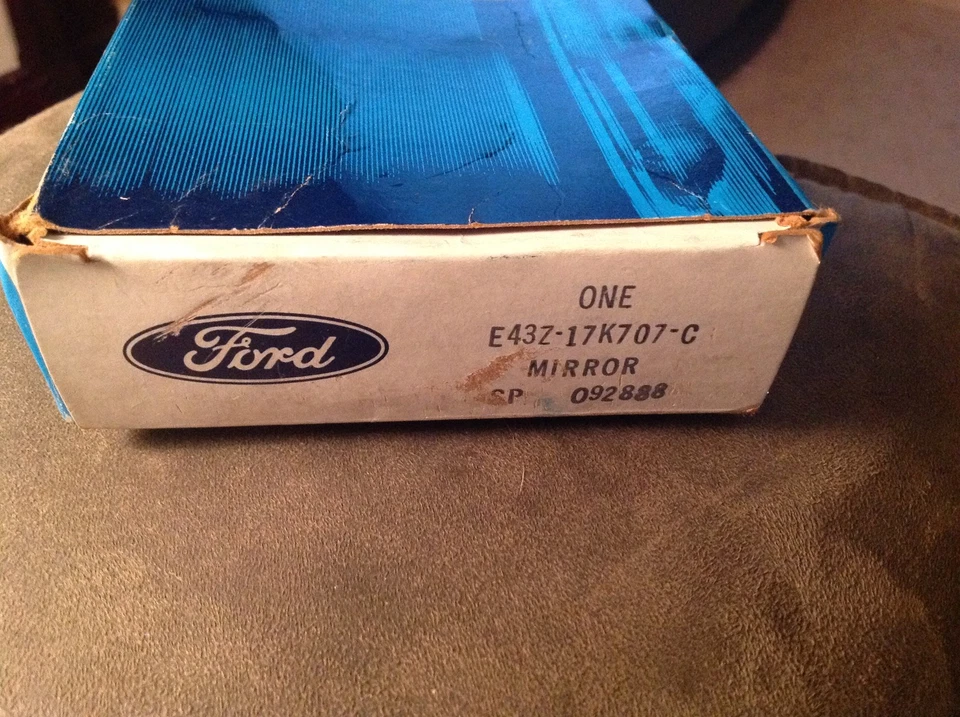 Ford
ONE
E43Z-17K707-C
MIRROR
SP 092888